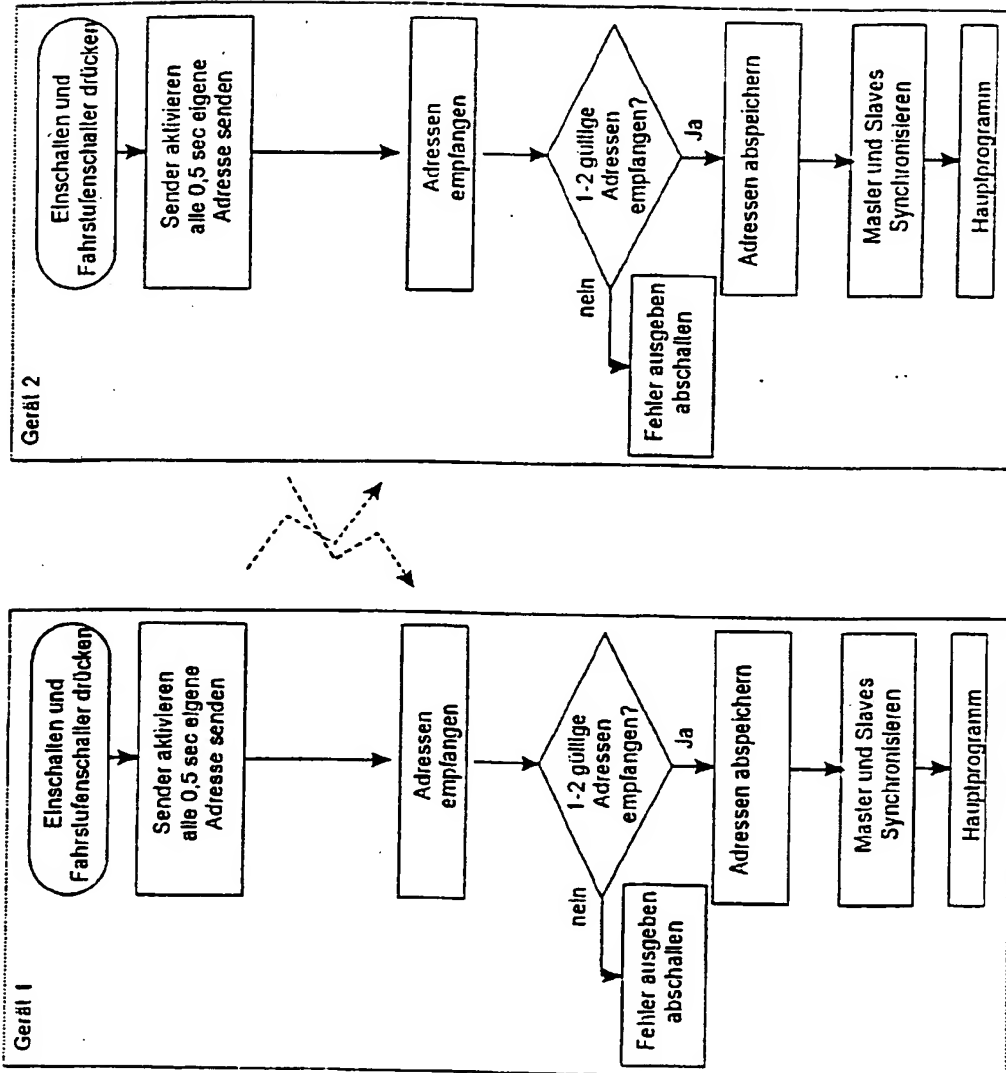 Gerät 1
Einschalten und
Fahrstufenschalter drücken
Sender aktivieren
alle 0,5 sec eigene
Adresse senden
Adressen
empfangen
1-2 gültige
Adressen
empfangen?
nein
Ja
Fehler ausgeben
abschalten
Adressen abspeichern
Master und Slaves
Synchronisieren
Hauptprogramm
Gerät 2
Einschalten und
Fahrstufenschalter drücken
Sender aktivieren
alle 0,5 sec eigene
Adresse senden
Adressen
empfangen
1-2 gültige
Adressen
empfangen?
nein
Ja
Fehler ausgeben
abschalten
Adressen abspeichern
Master und Slaves
Synchronisieren
Hauptprogramm